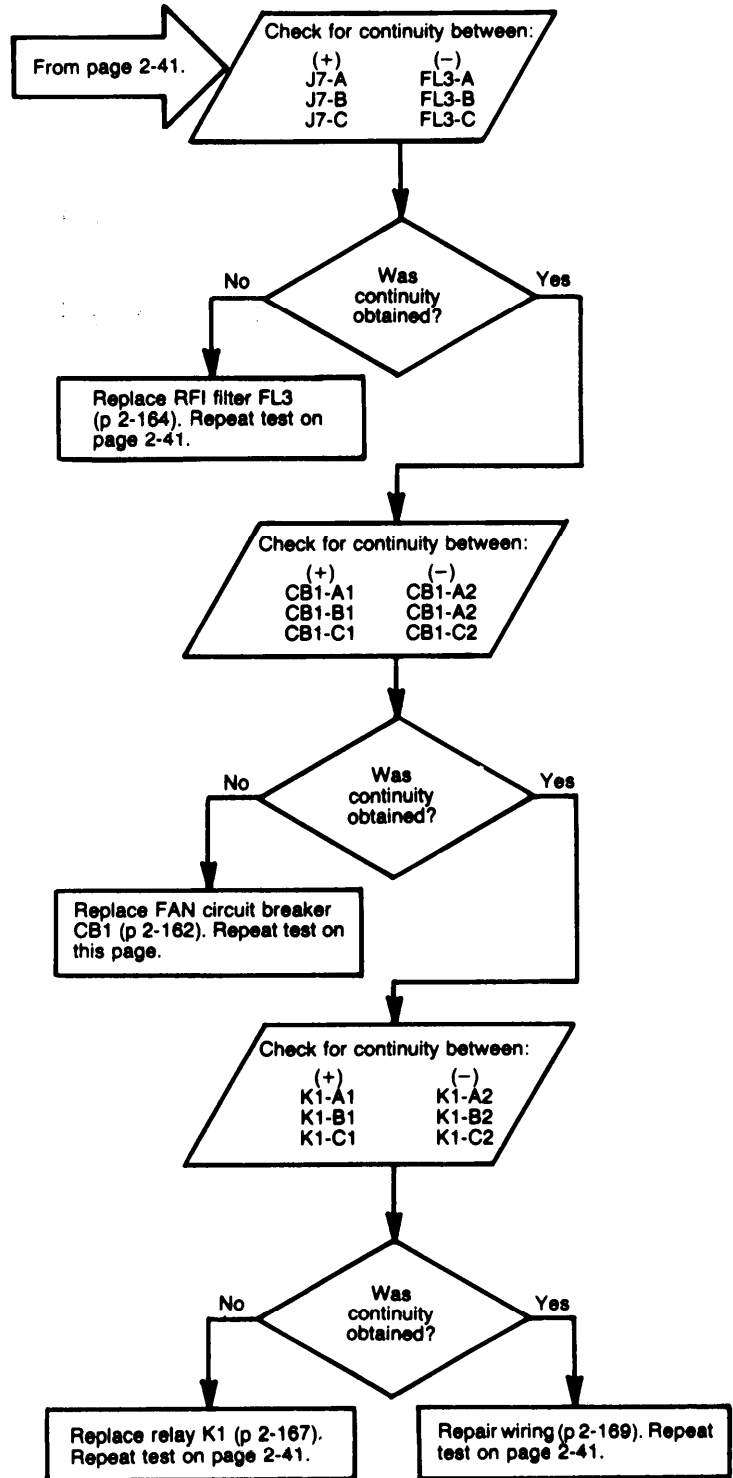 From page 2-41.
Check for continuity between:
(+) (−)
J7-A FL3-A
J7-B FL3-B
J7-C FL3-C
Was
continuity
obtained?
No
Yes
Replace RFI filter FL3
(p 2-164). Repeat test on
page 2-41.
Check for continuity between:
(+) (−)
CB1-A1 CB1-A2
CB1-B1 CB1-A2
CB1-C1 CB1-C2
Was
continuity
obtained?
No
Yes
Replace FAN circuit breaker
CB1 (p 2-162). Repeat test on
this page.
Check for continuity between:
(+) (−)
K1-A1 K1-A2
K1-B1 K1-B2
K1-C1 K1-C2
Was
continuity
obtained?
No
Yes
Replace relay K1 (p 2-167).
Repeat test on page 2-41.
Repair wiring (p 2-169). Repeat
test on page 2-41.